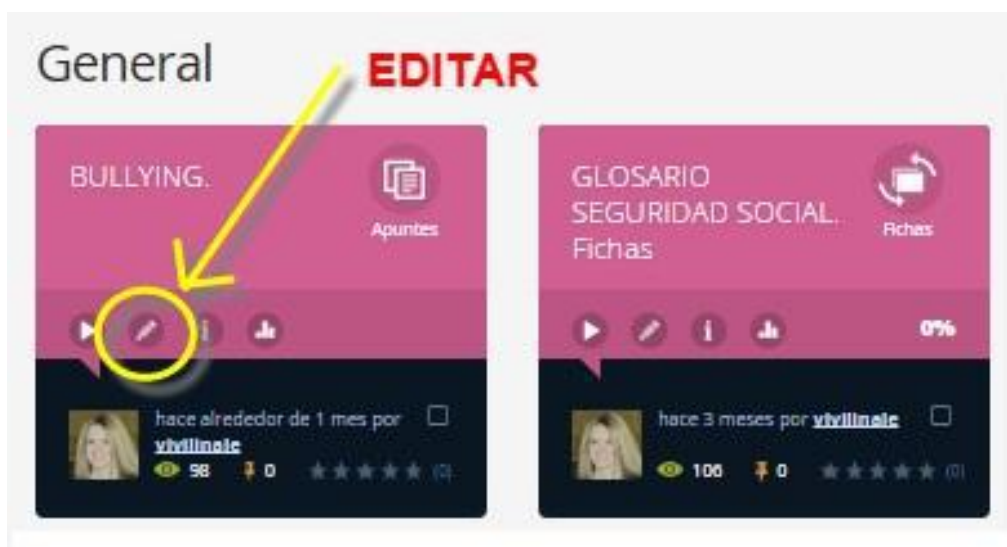 General
EDITAR
BULLYING.
Apuntes
GLOSARIO
SEGURIDAD SOCIAL.
Fichas
Fichas
0%
hace alrededor de 1 mes por
vivilinale
98
0
(0)
hace 3 meses por vivilinale
106
0
(0)